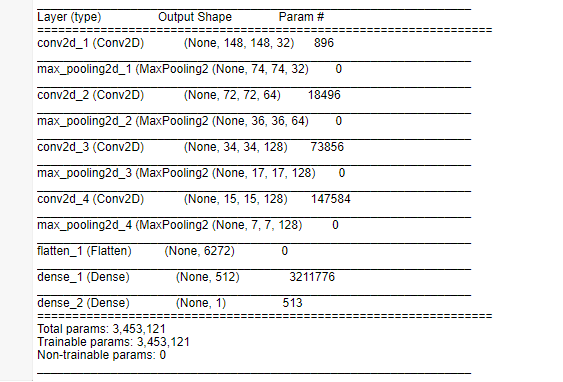 Layer (type) Output Shape Param #
=================================================================
conv2d_1 (Conv2D) (None, 148, 148, 32) 896
max_pooling2d_1 (MaxPooling2 (None, 74, 74, 32) 0
conv2d_2 (Conv2D) (None, 72, 72, 64) 18496
max_pooling2d_2 (MaxPooling2 (None, 36, 36, 64) 0
conv2d_3 (Conv2D) (None, 34, 34, 128) 73856
max_pooling2d_3 (MaxPooling2 (None, 17, 17, 128) 0
conv2d_4 (Conv2D) (None, 15, 15, 128) 147584
max_pooling2d_4 (MaxPooling2 (None, 7, 7, 128) 0
flatten_1 (Flatten) (None, 6272) 0
dense_1 (Dense) (None, 512) 3211776
dense_2 (Dense) (None, 1) 513
=================================================================
Total params: 3,453,121
Trainable params: 3,453,121
Non-trainable params: 0